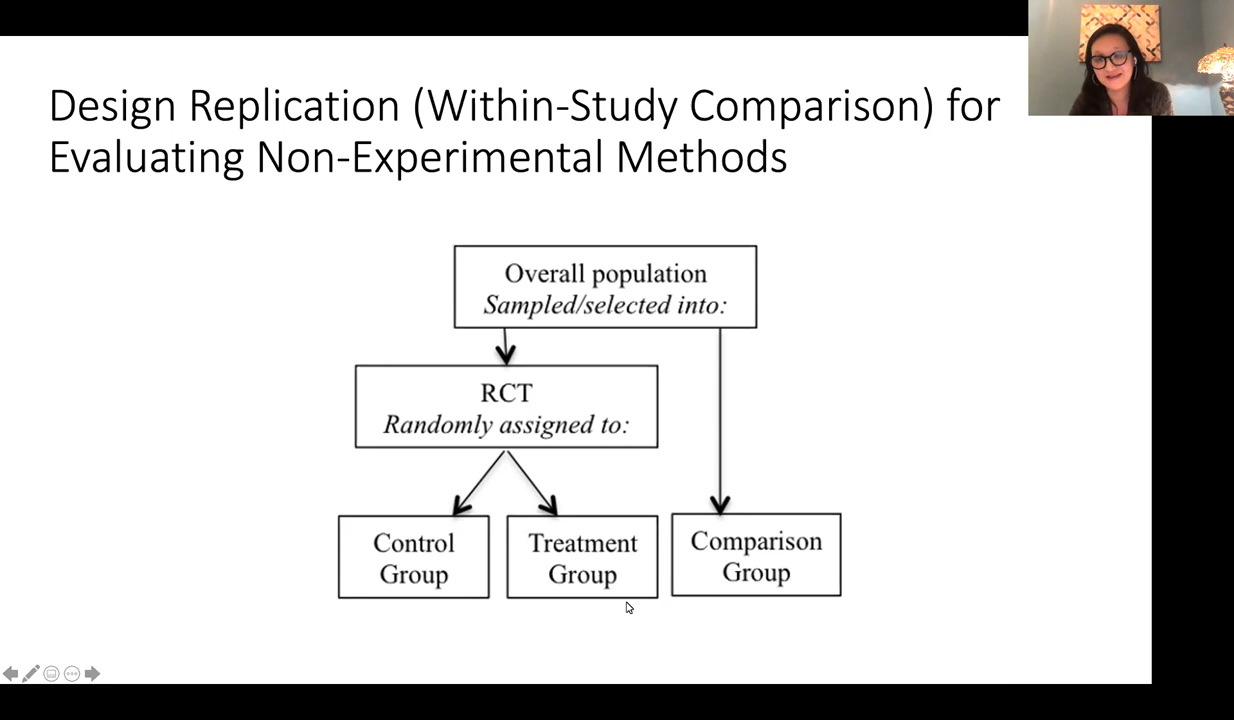 Design Replication (Within-Study Comparison) for
Evaluating Non-Experimental Methods
Overall population
Sampled/selected into:
RCT
Randomly assigned to:
Control
Group
Treatment
Group
Comparison
Group